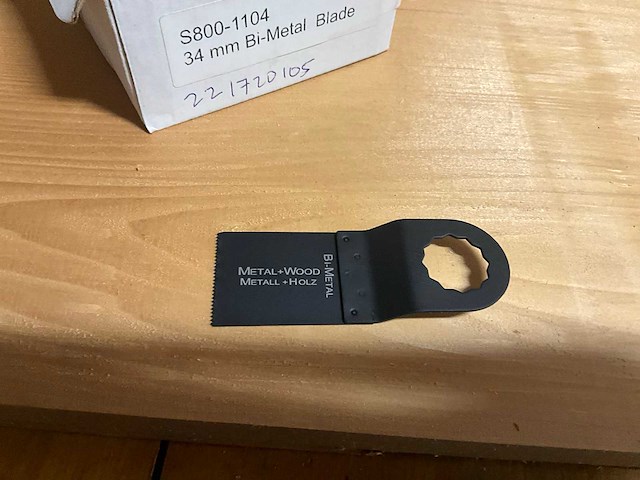 S800-1104
34 mm Bi-Metal Blade
221720105
METAL+WOOD
METALL+HOLZ
BI-METAL